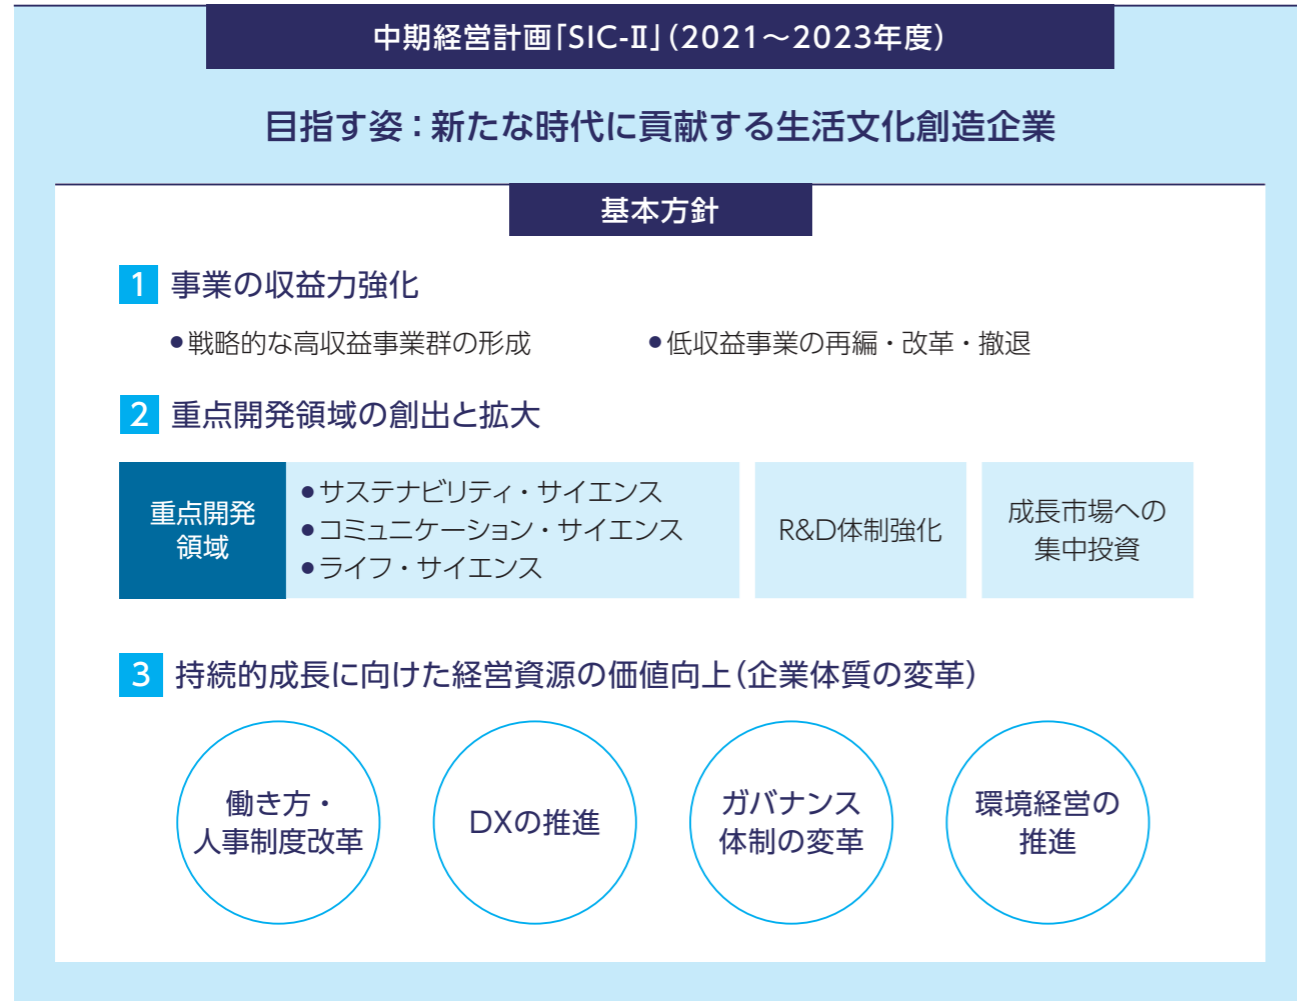 中期経営計画「SIC-Ⅱ」（2021～2023年度）
目指す姿：新たな時代に貢献する生活文化創造企業
基本方針
1 事業の収益力強化
●戦略的な高収益事業群の形成 ●低収益事業の再編・改革・撤退
2 重点開発領域の創出と拡大
重点開発
領域
●サステナビリティ・サイエンス
●コミュニケーション・サイエンス
●ライフ・サイエンス
R&D体制強化
成長市場への
集中投資
3 持続的成長に向けた経営資源の価値向上（企業体質の変革）
働き方・
人事制度改革
DXの推進
ガバナンス
体制の変革
環境経営の
推進